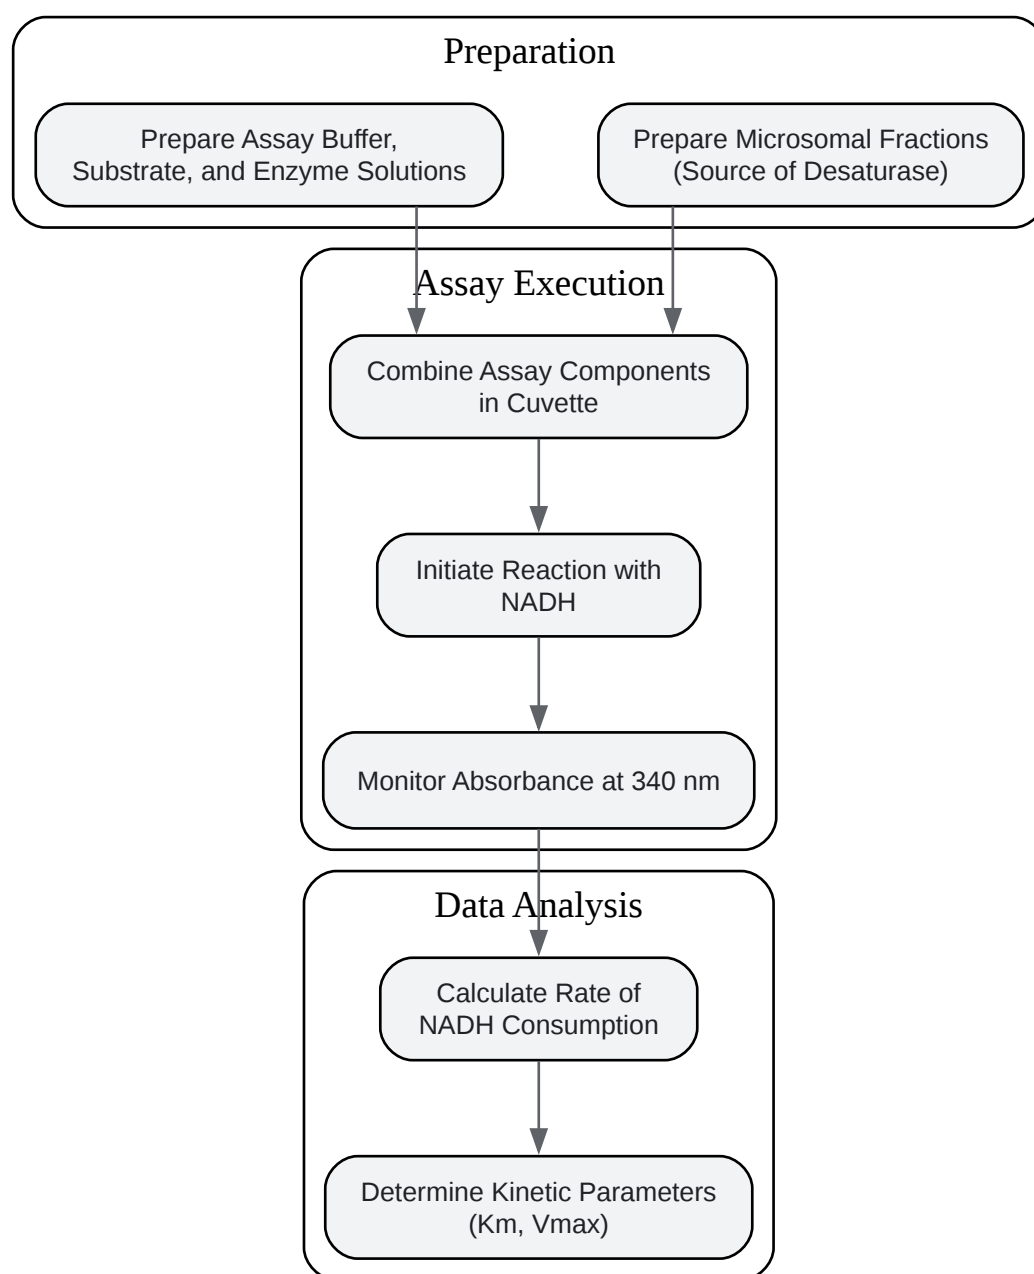 Preparation
Prepare Assay Buffer,
Substrate, and Enzyme Solutions
Prepare Microsomal Fractions
(Source of Desaturase)
Assay Execution
Combine Assay Components
in Cuvette
Initiate Reaction with
NADH
Monitor Absorbance at 340 nm
Data Analysis
Calculate Rate of
NADH Consumption
Determine Kinetic Parameters
(Km, Vmax)